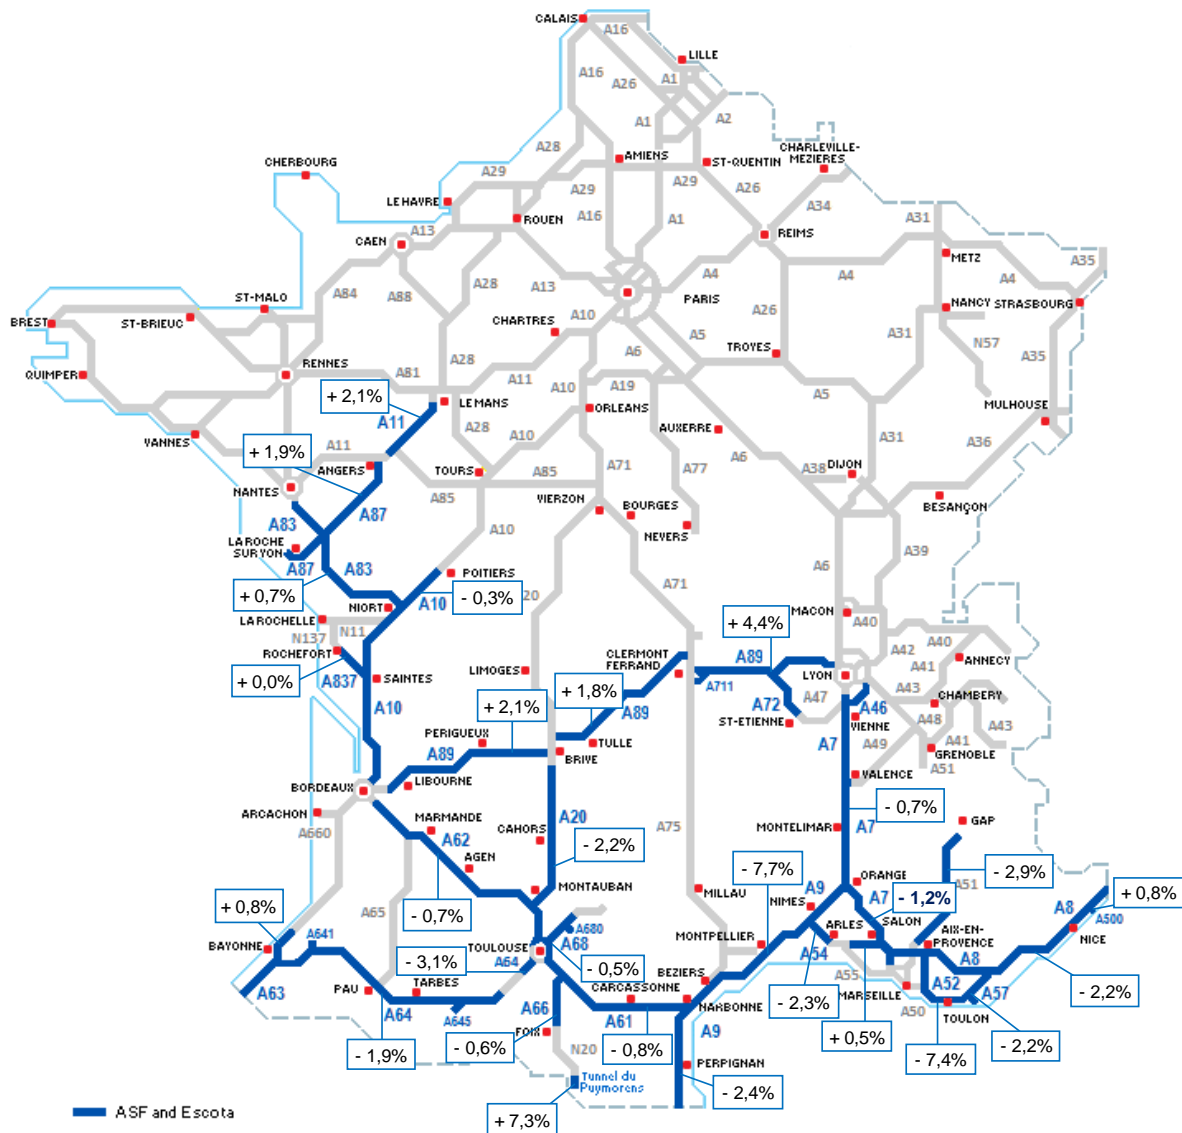 CALAIS
A16
LILLE
A16
A26
A1
A2
A1
A28
AMIENS
ST-QUENTIN
CHARLEVILLE-
MEZIERES
CHERBOURG
A29
A29
A29
A26
LE HAVRE
A34
ROUEN
A16
A1
A31
CAEN
A13
REIMS
METZ
A35
A4
A4
A4
A84
A88
A28
A13
PARIS
A26
ST-MALO
NANCY
STRASBOURG
BREST
ST-BRIEUC
CHARTRES
A10
A5
A31
N57
A35
A6
TROYES
QUIMPER
RENNES
A81
A28
A11
A10
A19
A5
+ 2,1%
LE MANS
ORLEANS
MULHOUSE
VANNES
A11
A11
A28
A10
AUXERRE
A31
A36
+ 1,9%
ANGERS
TOURS
A85
A71
A77
A6
A38
DIJON
NANTES
A87
A85
VIERZON
BOURGES
BESANÇON
A83
A10
NEVERS
LA ROCHE
SUR YON
A39
A87
A83
POITIERS
A6
A71
+ 0,7%
NIORT
A10
- 0,3%
20
MACON
A40
LA ROCHELLE
N11
+ 4,4%
N137
ROCHEFORT
CLERMONT
FERRAND
A89
A42
A40
A41
ANNECY
+ 0,0%
A837
SAINTES
LIMOGES
A711
LYON
A43
A72
A47
A46
CHAMBERY
+ 1,8%
A89
ST-ETIENNE
VIENNE
A48
A43
A10
+ 2,1%
PERIGUEUX
TULLE
A7
A49
A41
GRENOBLE
A89
BRIVE
A51
BORDEAUX
LIBOURNE
VALENCE
ARCACHON
A660
MARMANDE
CAHORS
A20
A75
- 0,7%
A62
MONTELIMAR
A7
GAP
AGEN
- 2,2%
- 7,7%
- 2,9%
MONTAUBAN
MILLAU
ORANGE
A51
+ 0,8%
- 0,7%
A9
NIMES
A7
- 1,2%
A8
+ 0,8%
A65
A500
A641
A680
ARLES
SALON
BAYONNE
TOULOUSE
A68
MONTPELLIER
AIX-EN-
PROVENCE
NICE
- 3,1%
A64
A54
A8
- 0,5%
BEZIERS
A55
A52
A63
PAU
TARBES
CARCASSONNE
MARSEILLE
A57
- 2,2%
A64
A66
- 2,3%
A50
A645
A61
NARBONNE
TOULON
FOIX
A9
+ 0,5%
- 1,9%
- 0,6%
- 0,8%
- 7,4%
- 2,2%
N20
PERPIGNAN
Tunnel du
Puymorens
- 2,4%
ASF and Escota
+ 7,3%